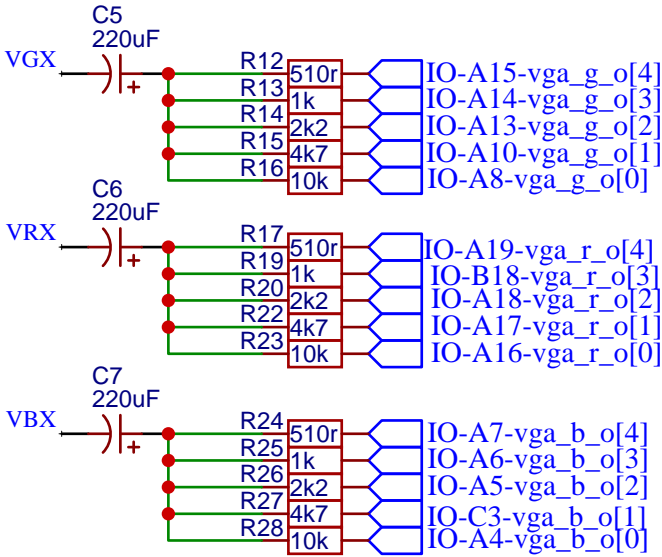 C5
220uF
VGX
+
R12 510r IO-A15-vga_g_o[4]
R13 1k IO-A14-vga_g_o[3]
R14 2k2 IO-A13-vga_g_o[2]
R15 4k7 IO-A10-vga_g_o[1]
R16 10k IO-A8-vga_g_o[0]
C6
220uF
VRX
+
R17 510r IO-A19-vga_r_o[4]
R19 1k IO-B18-vga_r_o[3]
R20 2k2 IO-A18-vga_r_o[2]
R22 4k7 IO-A17-vga_r_o[1]
R23 10k IO-A16-vga_r_o[0]
C7
220uF
VBX
+
R24 510r IO-A7-vga_b_o[4]
R25 1k IO-A6-vga_b_o[3]
R26 2k2 IO-A5-vga_b_o[2]
R27 4k7 IO-C3-vga_b_o[1]
R28 10k IO-A4-vga_b_o[0]